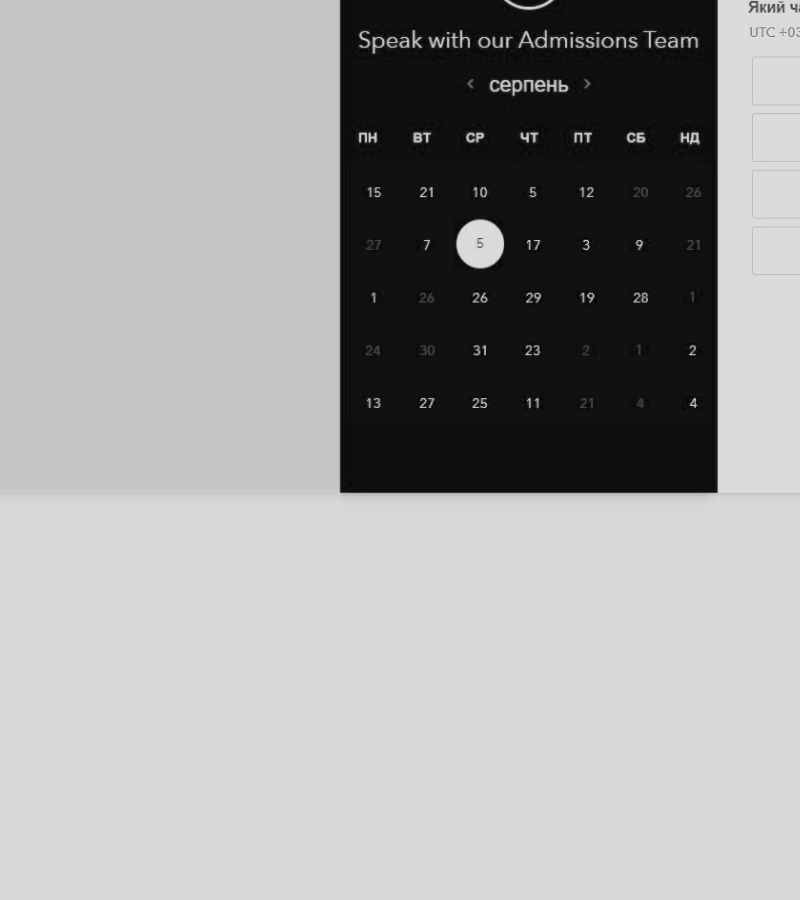 Speak with our Admissions Team
< серпень >
ПН ВТ СР ЧТ ПТ СБ НД
15 21 10 5 12 20 26
27 7 5 17 3 9 21
1 26 26 29 19 28 1
24 30 31 23 2 1 2
13 27 25 11 21 4 4
Який
UTC +03